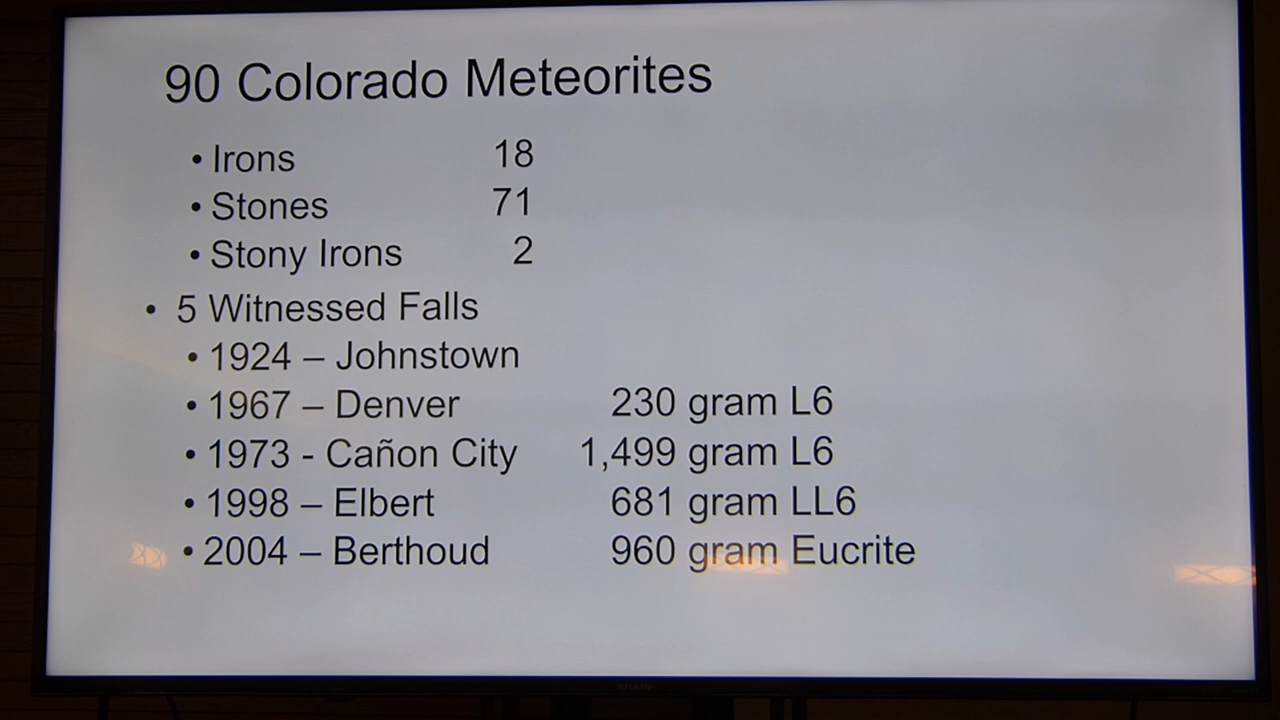 90 Colorado Meteorites
• Irons 18
• Stones 71
• Stony Irons 2
• 5 Witnessed Falls
• 1924 – Johnstown
• 1967 – Denver 230 gram L6
• 1973 - Cañon City 1,499 gram L6
• 1998 – Elbert 681 gram LL6
• 2004 – Berthoud 960 gram Eucrite